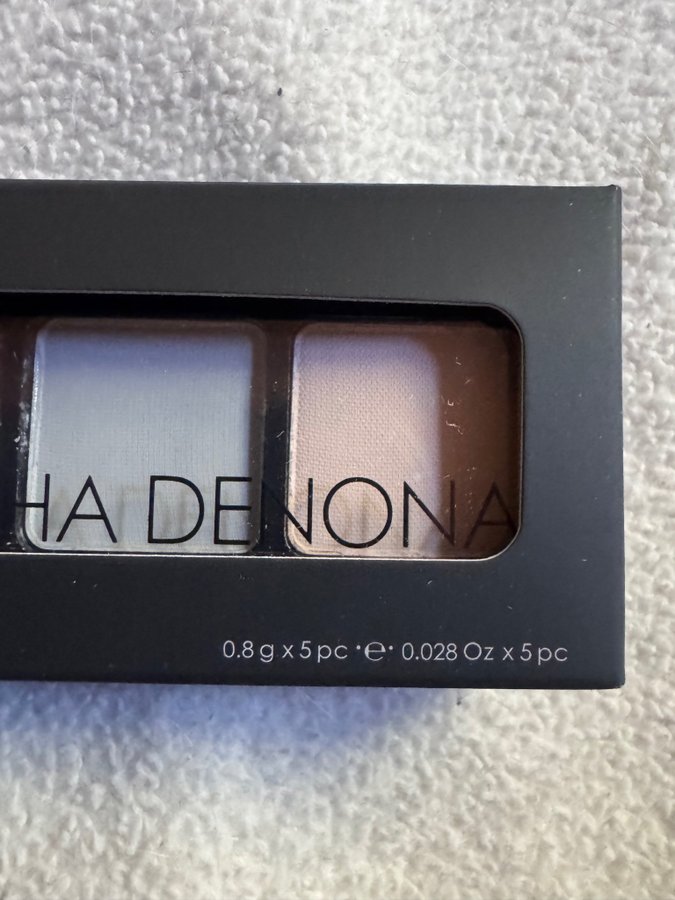 HA DENONA
0.8 g x 5 pc ℮ 0.028 Oz x 5 pc